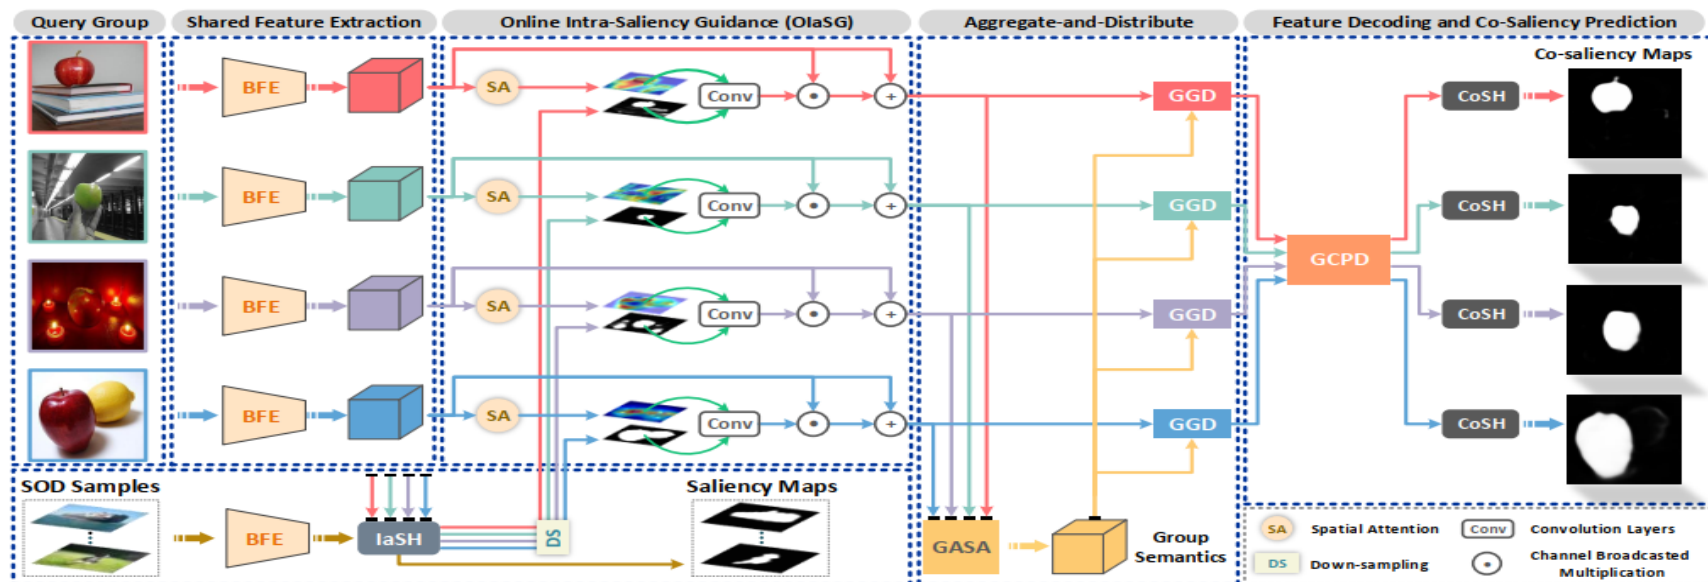 Query Group
Shared Feature Extraction
Online Intra-Saliency Guidance (OIaSG)
Aggregate-and-Distribute
Feature Decoding and Co-Saliency Prediction
Co-saliency Maps
BFE
SA
Conv
GGD
CoSH
BFE
SA
Conv
GGD
CoSH
GCPD
BFE
SA
Conv
GGD
CoSH
BFE
SA
Conv
GGD
CoSH
SOD Samples
BFE
IaSH
DS
Saliency Maps
GASA
Group
Semantics
SA Spatial Attention
Conv Convolution Layers
DS Down-sampling
Channel Broadcasted
Multiplication